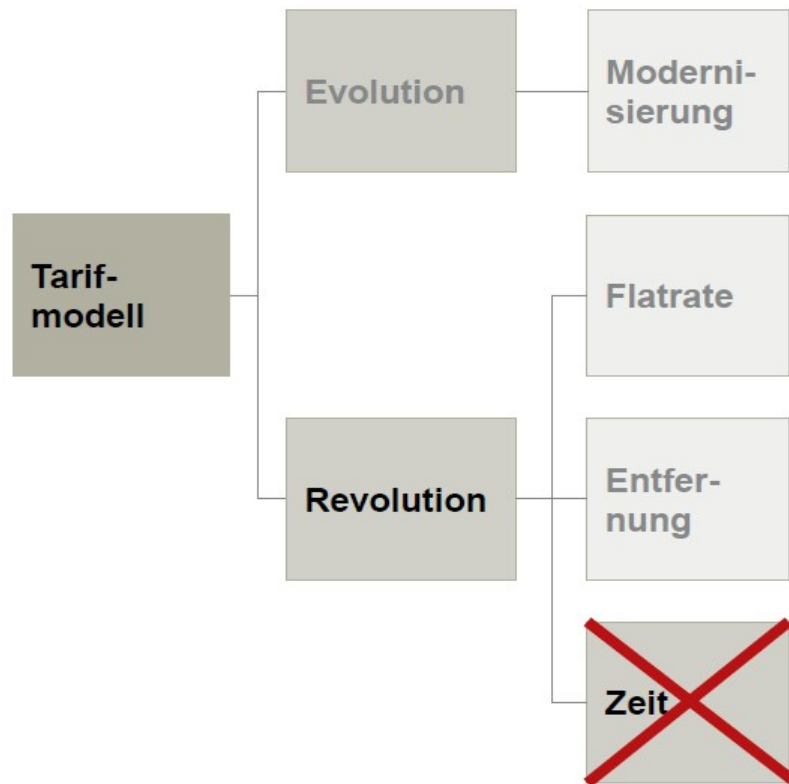 Evolution
Moderni-
sierung
Tarif-
modell
Flatrate
Revolution
Entfer-
nung
Zeit